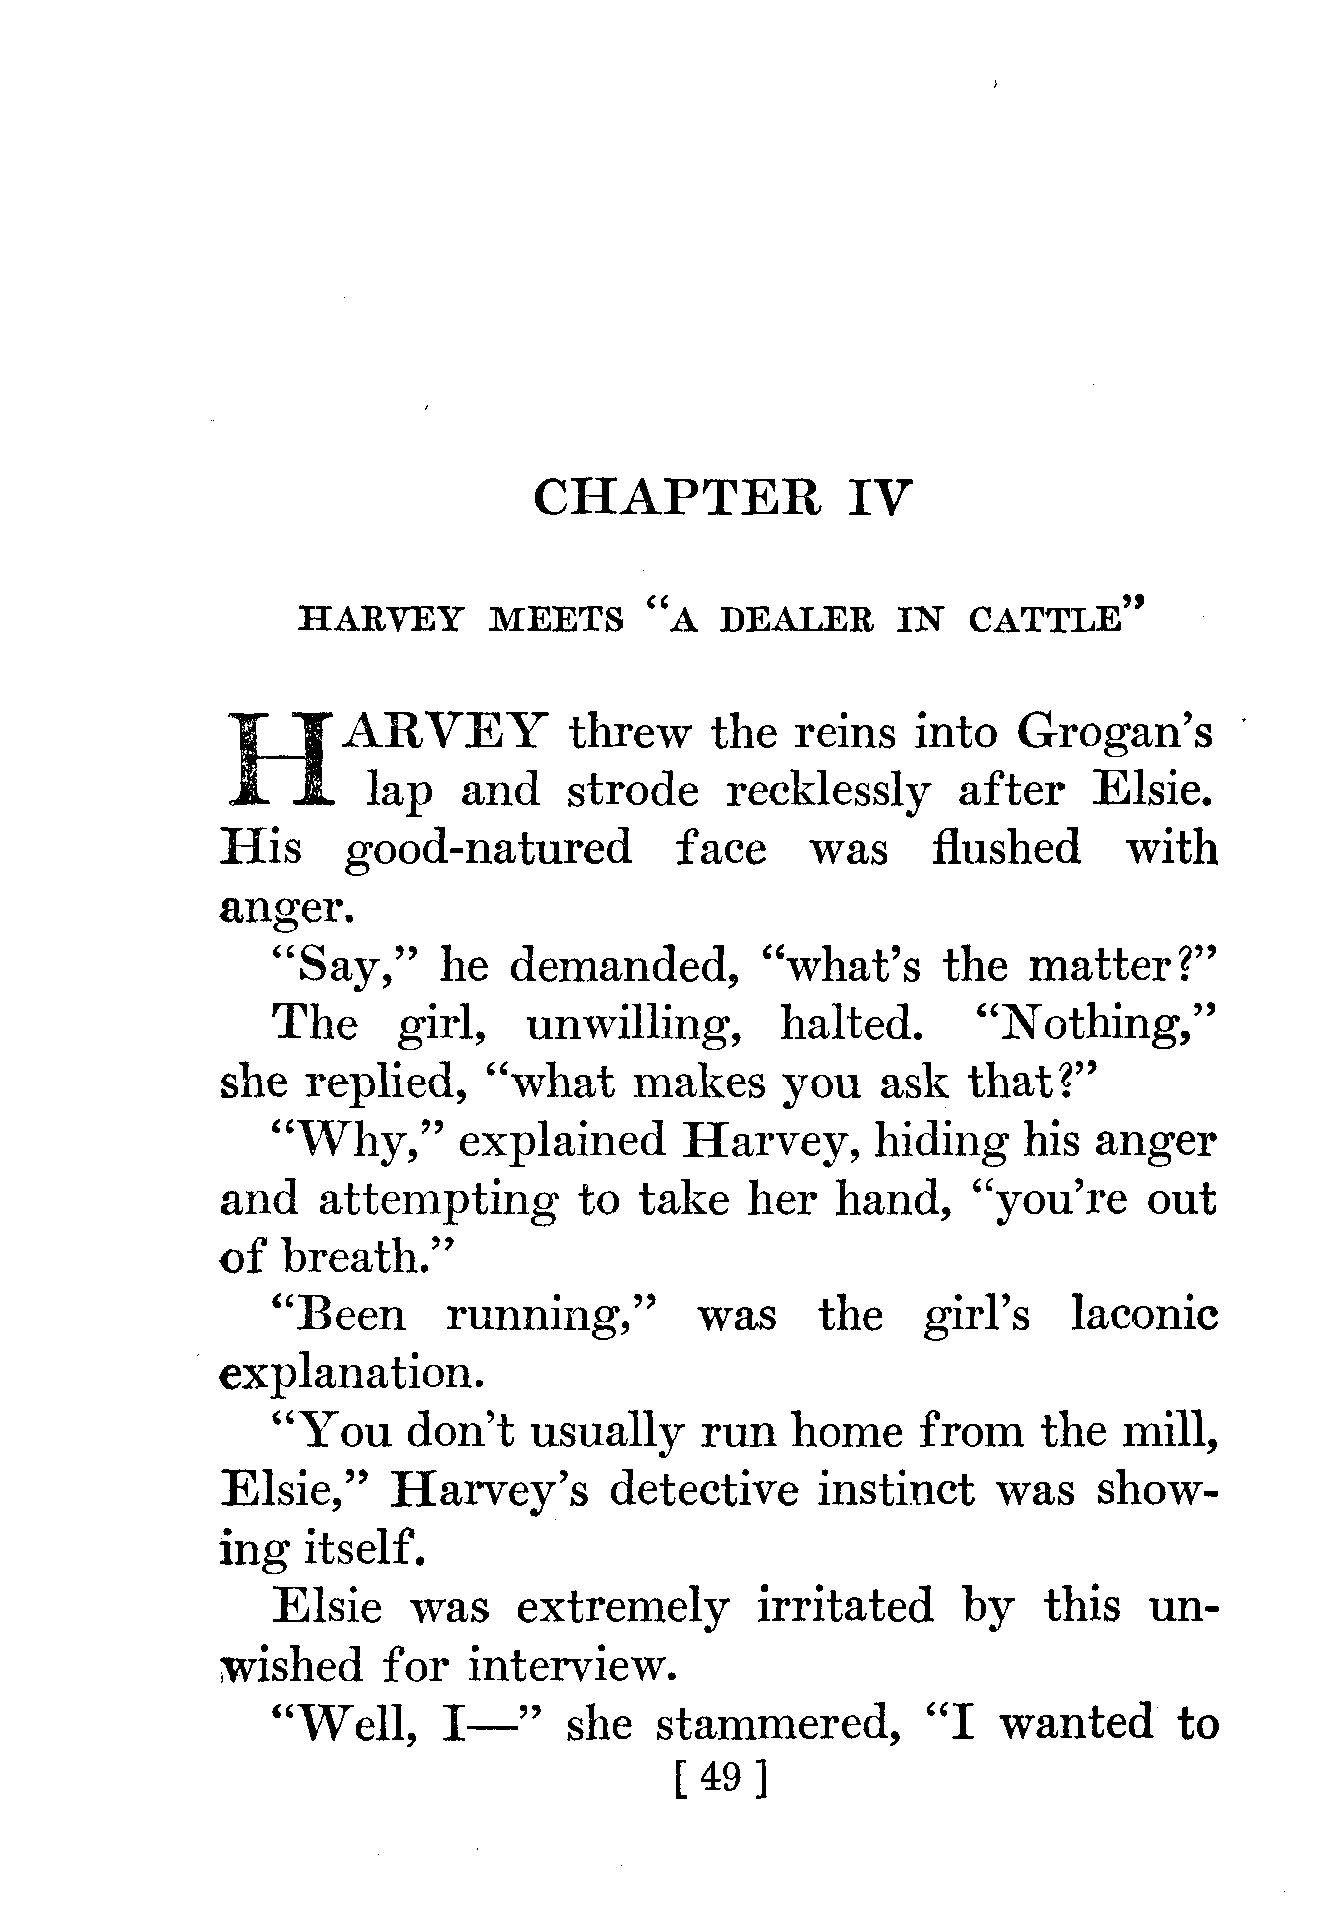 CHAPTER IV
HARVEY MEETS “A DEALER IN CATTLE”
HARVEY threw the reins into Grogan’s
lap and strode recklessly after Elsie.
His good-natured face was flushed with
anger.
“Say,” he demanded, “what’s the matter?”
The girl, unwilling, halted. “Nothing,”
she replied, “what makes you ask that?”
“Why,” explained Harvey, hiding his anger
and attempting to take her hand, “you’re out
of breath.”
“Been running,” was the girl’s laconic
explanation.
“You don’t usually run home from the mill,
Elsie,” Harvey’s detective instinct was show-
ing itself.
Elsie was extremely irritated by this un-
wished for interview.
“Well, I—” she stammered, “I wanted to
[ 49 ]